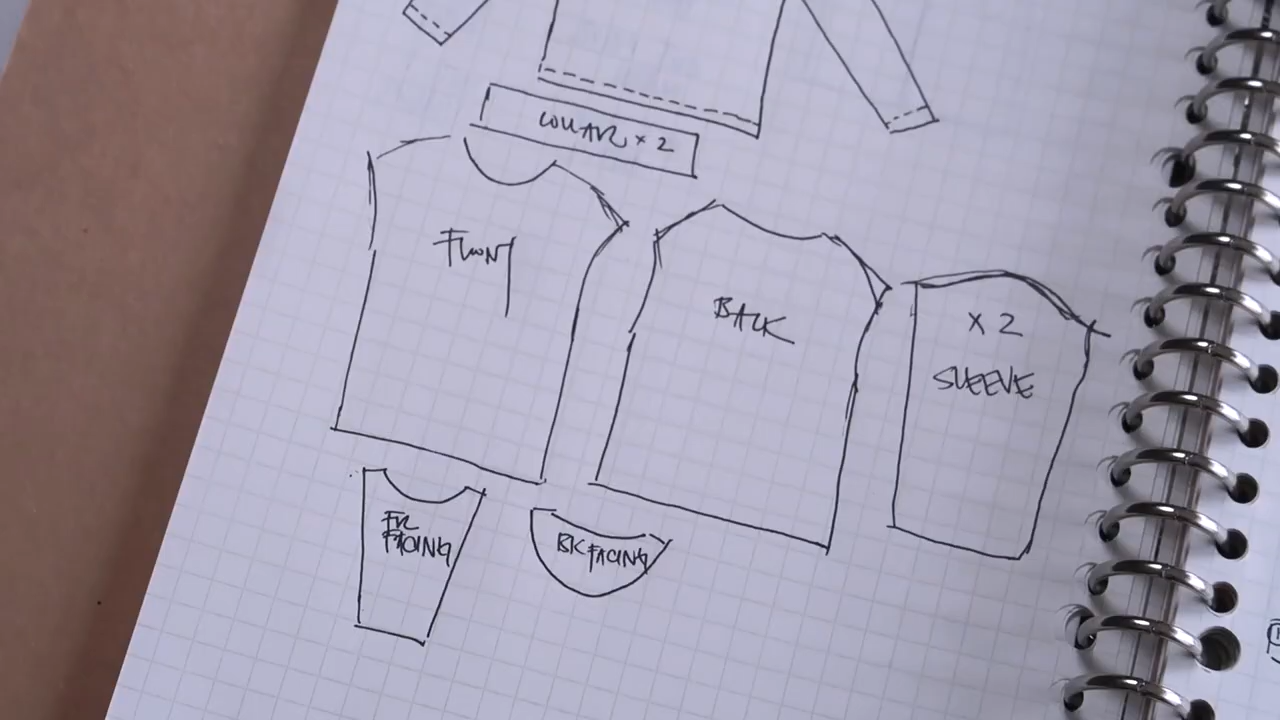 COLLAR × 2
FRONT
BACK
X 2
SLEEVE
FR
FACING
BK FACING